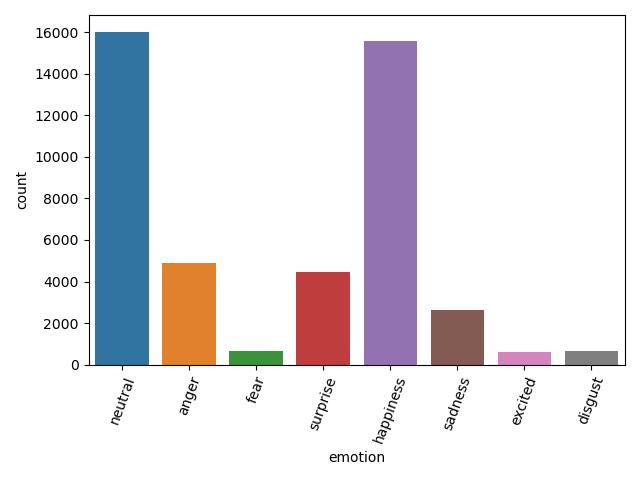 16000
14000
12000
10000
8000
6000
4000
2000
0
count
neutral
anger
fear
surprise
happiness
sadness
excited
disgust
emotion